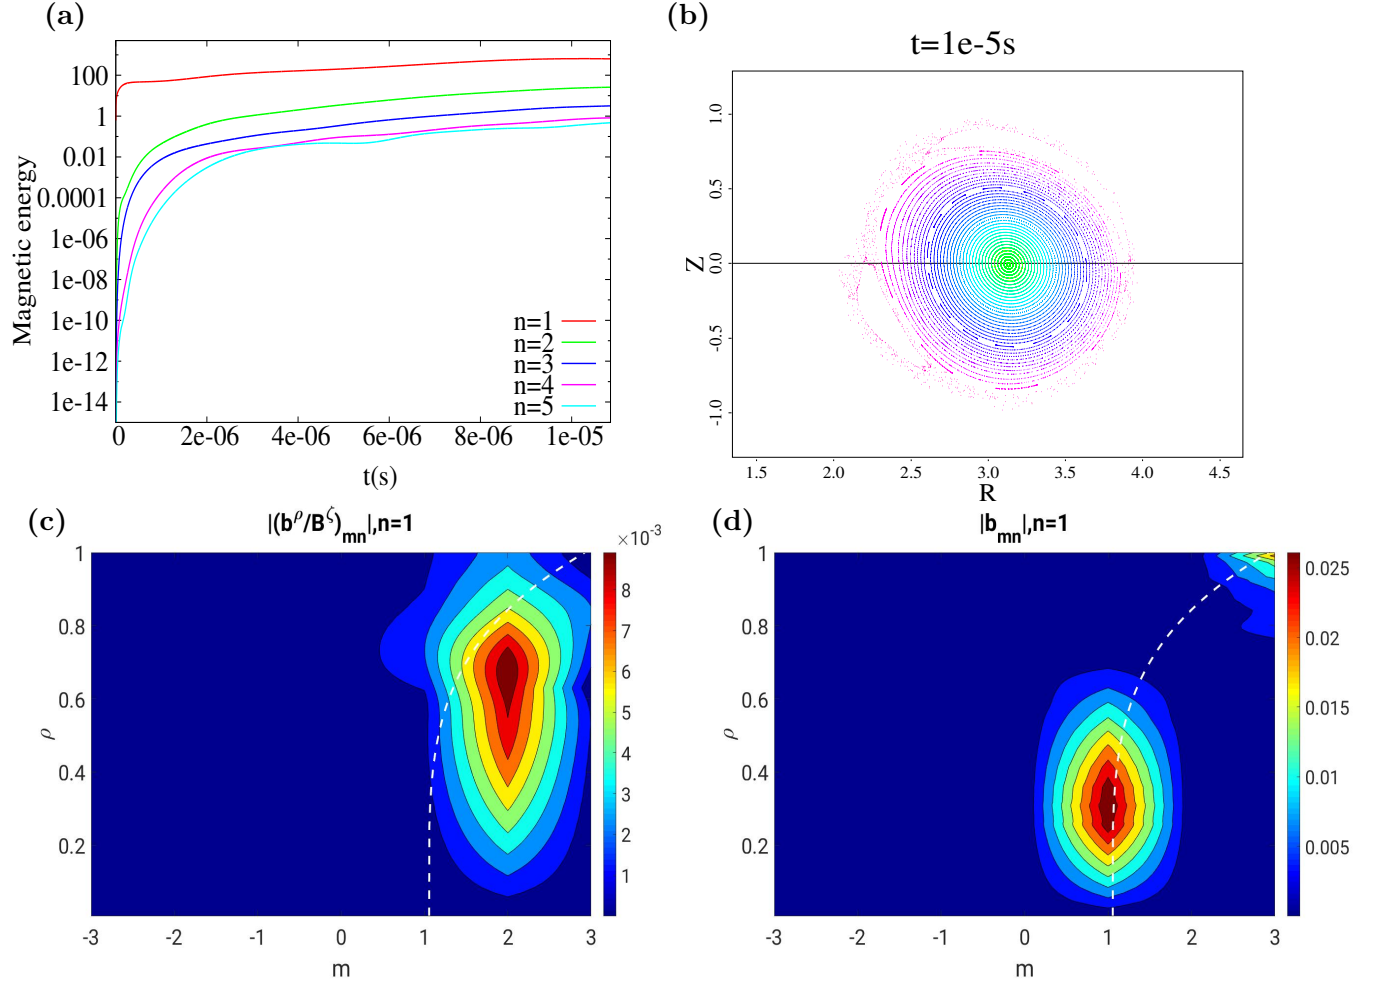 (a)
Magnetic energy
100
1
0.01
0.0001
1e-06
1e-08
1e-10
1e-12
1e-14
n=1
n=2
n=3
n=4
n=5
0 2e-06 4e-06 6e-06 8e-06 1e-05
t(s)
(b)
t=1e-5s
Z
1.0
0.5
0.0
-0.5
-1.0
1.5 2.0 2.5 3.0 3.5 4.0 4.5
R
(c)
|(b^ρ/B^ζ)_mn|,n=1
×10^-3
ρ
1
0.8
0.6
0.4
0.2
-3 -2 -1 0 1 2 3
m
8
7
6
5
4
3
2
1
(d)
|b_mn|,n=1
ρ
1
0.8
0.6
0.4
0.2
-3 -2 -1 0 1 2 3
m
0.025
0.02
0.015
0.01
0.005